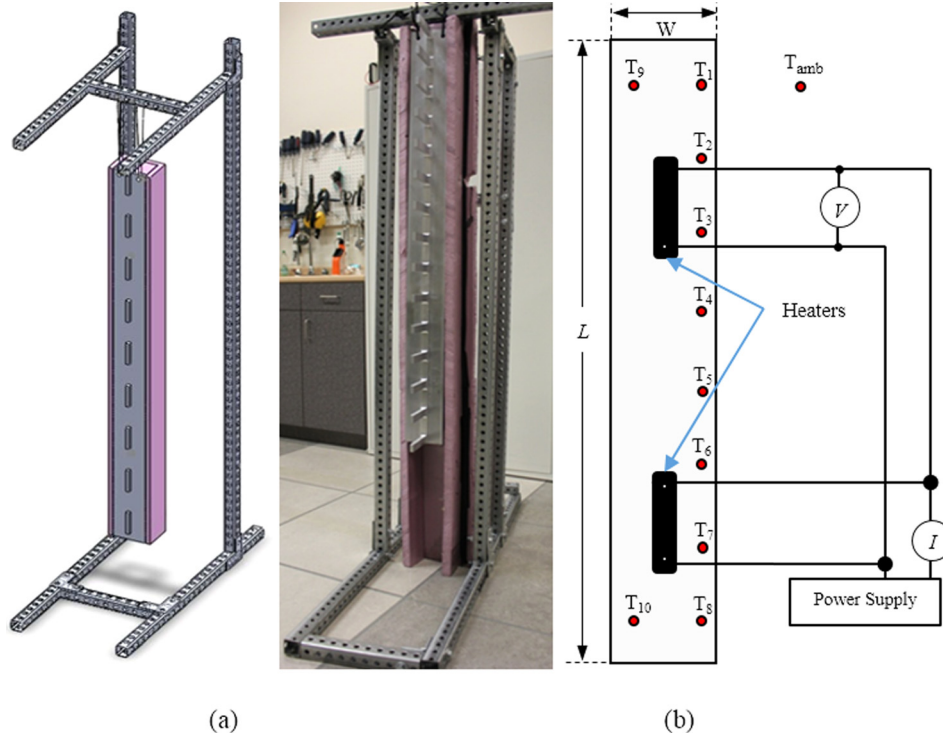 W
T9 T1 Tamb
T2
V
T3
T4
Heaters
L
T5
T6
T7
I
Power Supply
T10 T8
(a) (b)